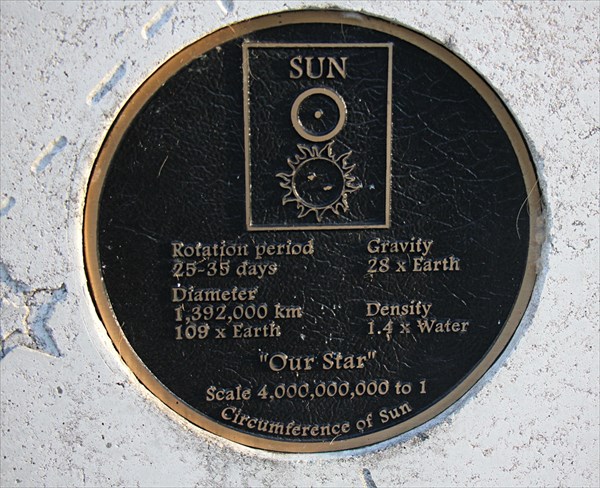 SUN
Rotation period
25-35 days
Gravity
28 x Earth
Diameter
1,392,000 km
109 x Earth
Density
1.4 x Water
"Our Star"
Scale 4,000,000,000 to 1
Circumference of Sun